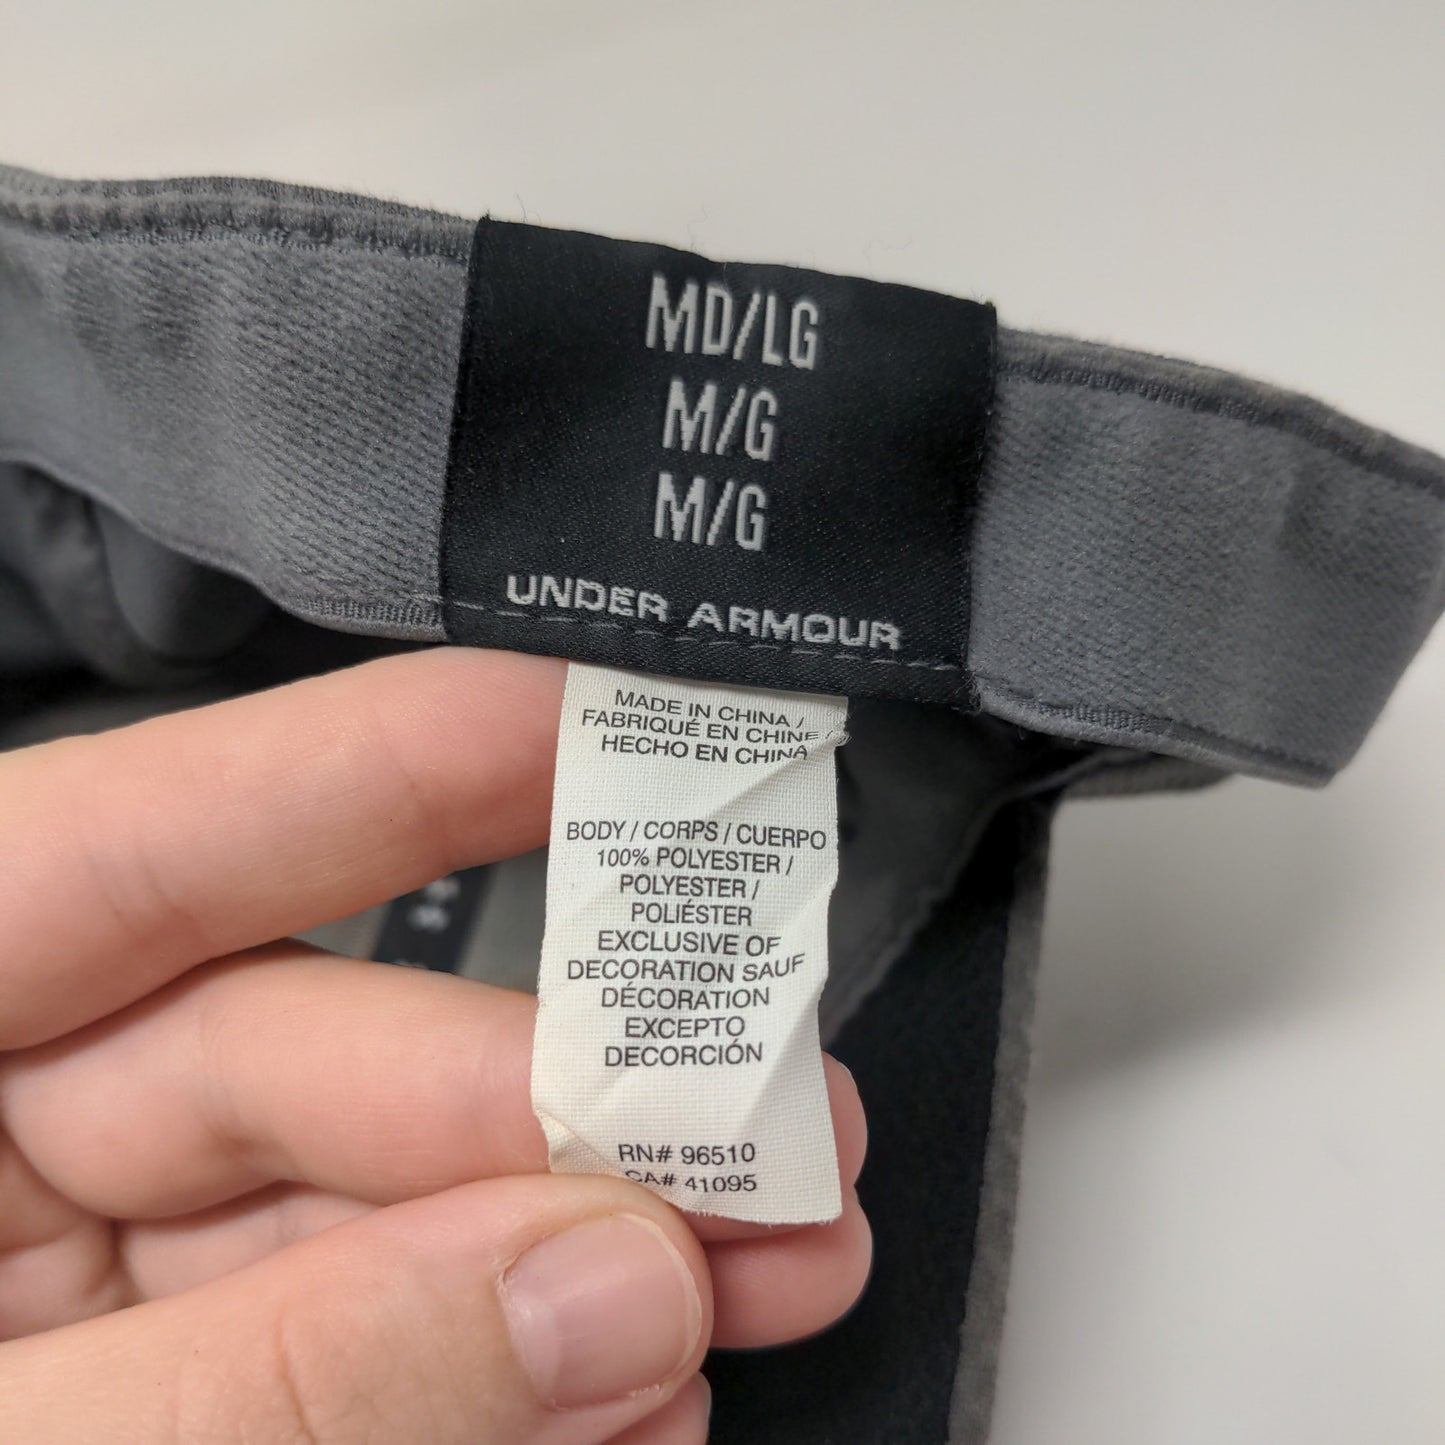 MD/LG
M/G
M/G
UNDER ARMOUR
MADE IN CHINA /
FABRIQUÉ EN CHINE /
HECHO EN CHINA
BODY / CORPS / CUERPO
100% POLYESTER /
POLYESTER /
POLIÉSTER
EXCLUSIVE OF
DECORATION SAUF
DÉCORATION
EXCEPTO
DECORCIÓN
RN# 96510
CA# 41095